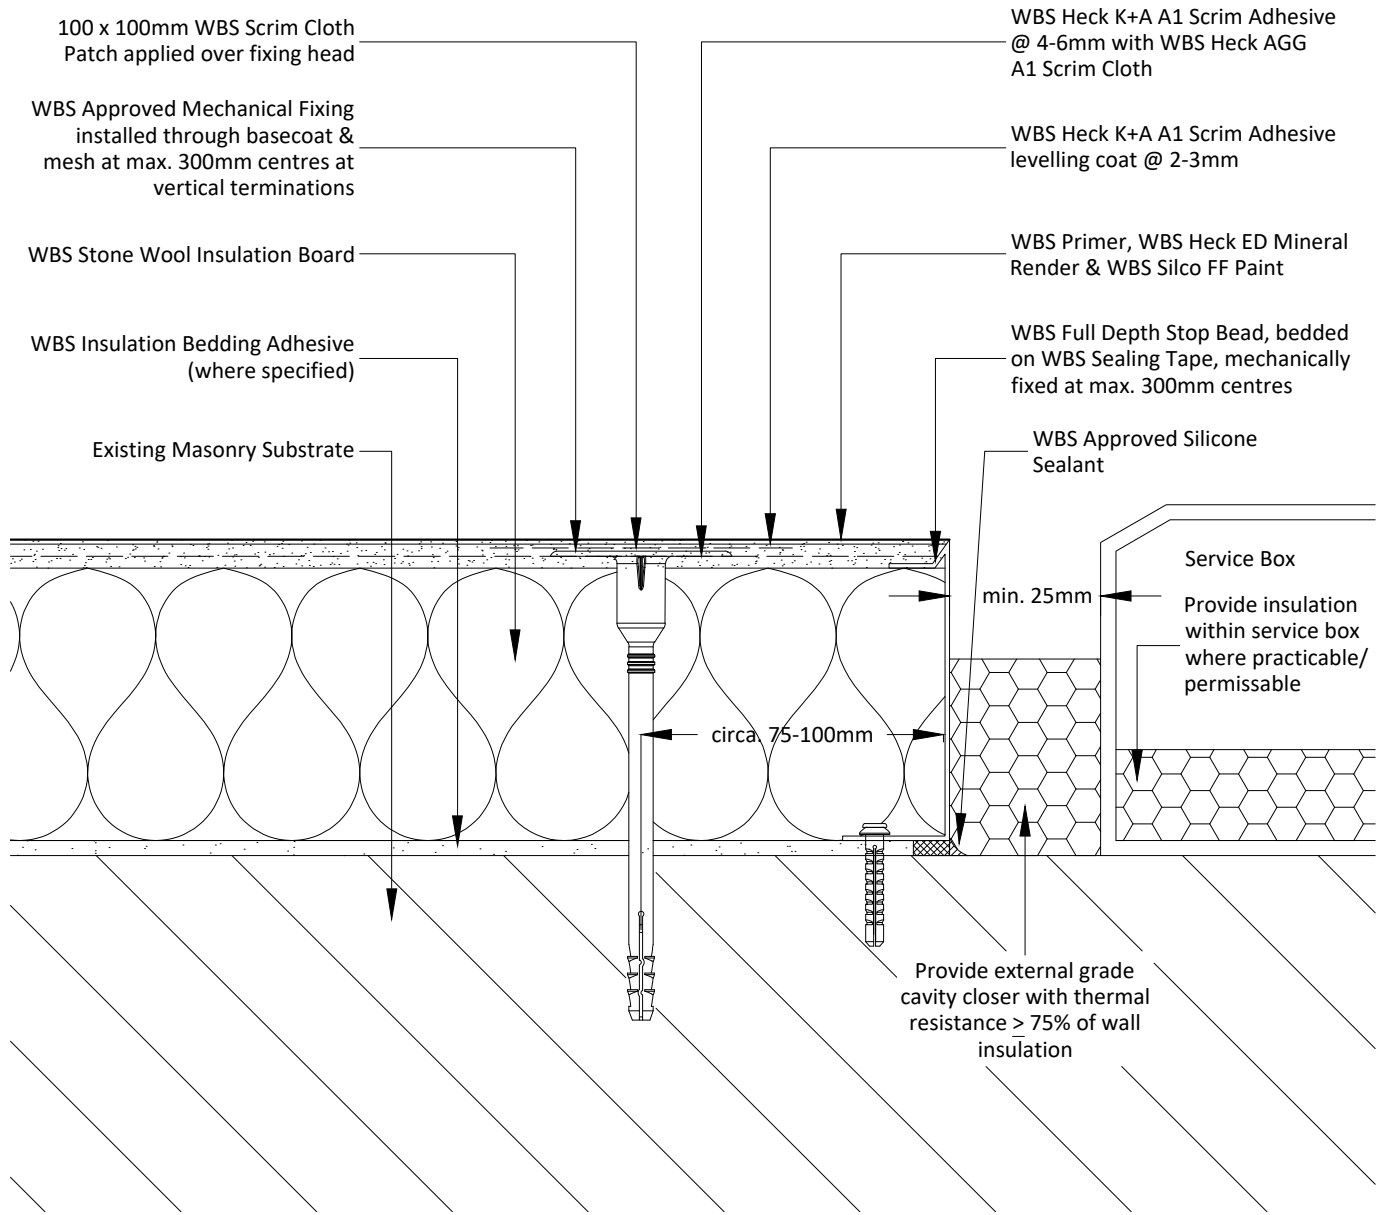 100 x 100mm WBS Scrim Cloth
Patch applied over fixing head
WBS Approved Mechanical Fixing
installed through basecoat &
mesh at max. 300mm centres at
vertical terminations
WBS Stone Wool Insulation Board
WBS Insulation Bedding Adhesive
(where specified)
Existing Masonry Substrate
WBS Heck K+A A1 Scrim Adhesive
@ 4-6mm with WBS Heck AGG
A1 Scrim Cloth
WBS Heck K+A A1 Scrim Adhesive
levelling coat @ 2-3mm
WBS Primer, WBS Heck ED Mineral
Render & WBS Silco FF Paint
WBS Full Depth Stop Bead, bedded
on WBS Sealing Tape, mechanically
fixed at max. 300mm centres
WBS Approved Silicone
Sealant
Service Box
min. 25mm
Provide insulation
within service box
where practicable/
permissable
circa. 75-100mm
Provide external grade
cavity closer with thermal
resistance ≥ 75% of wall
insulation